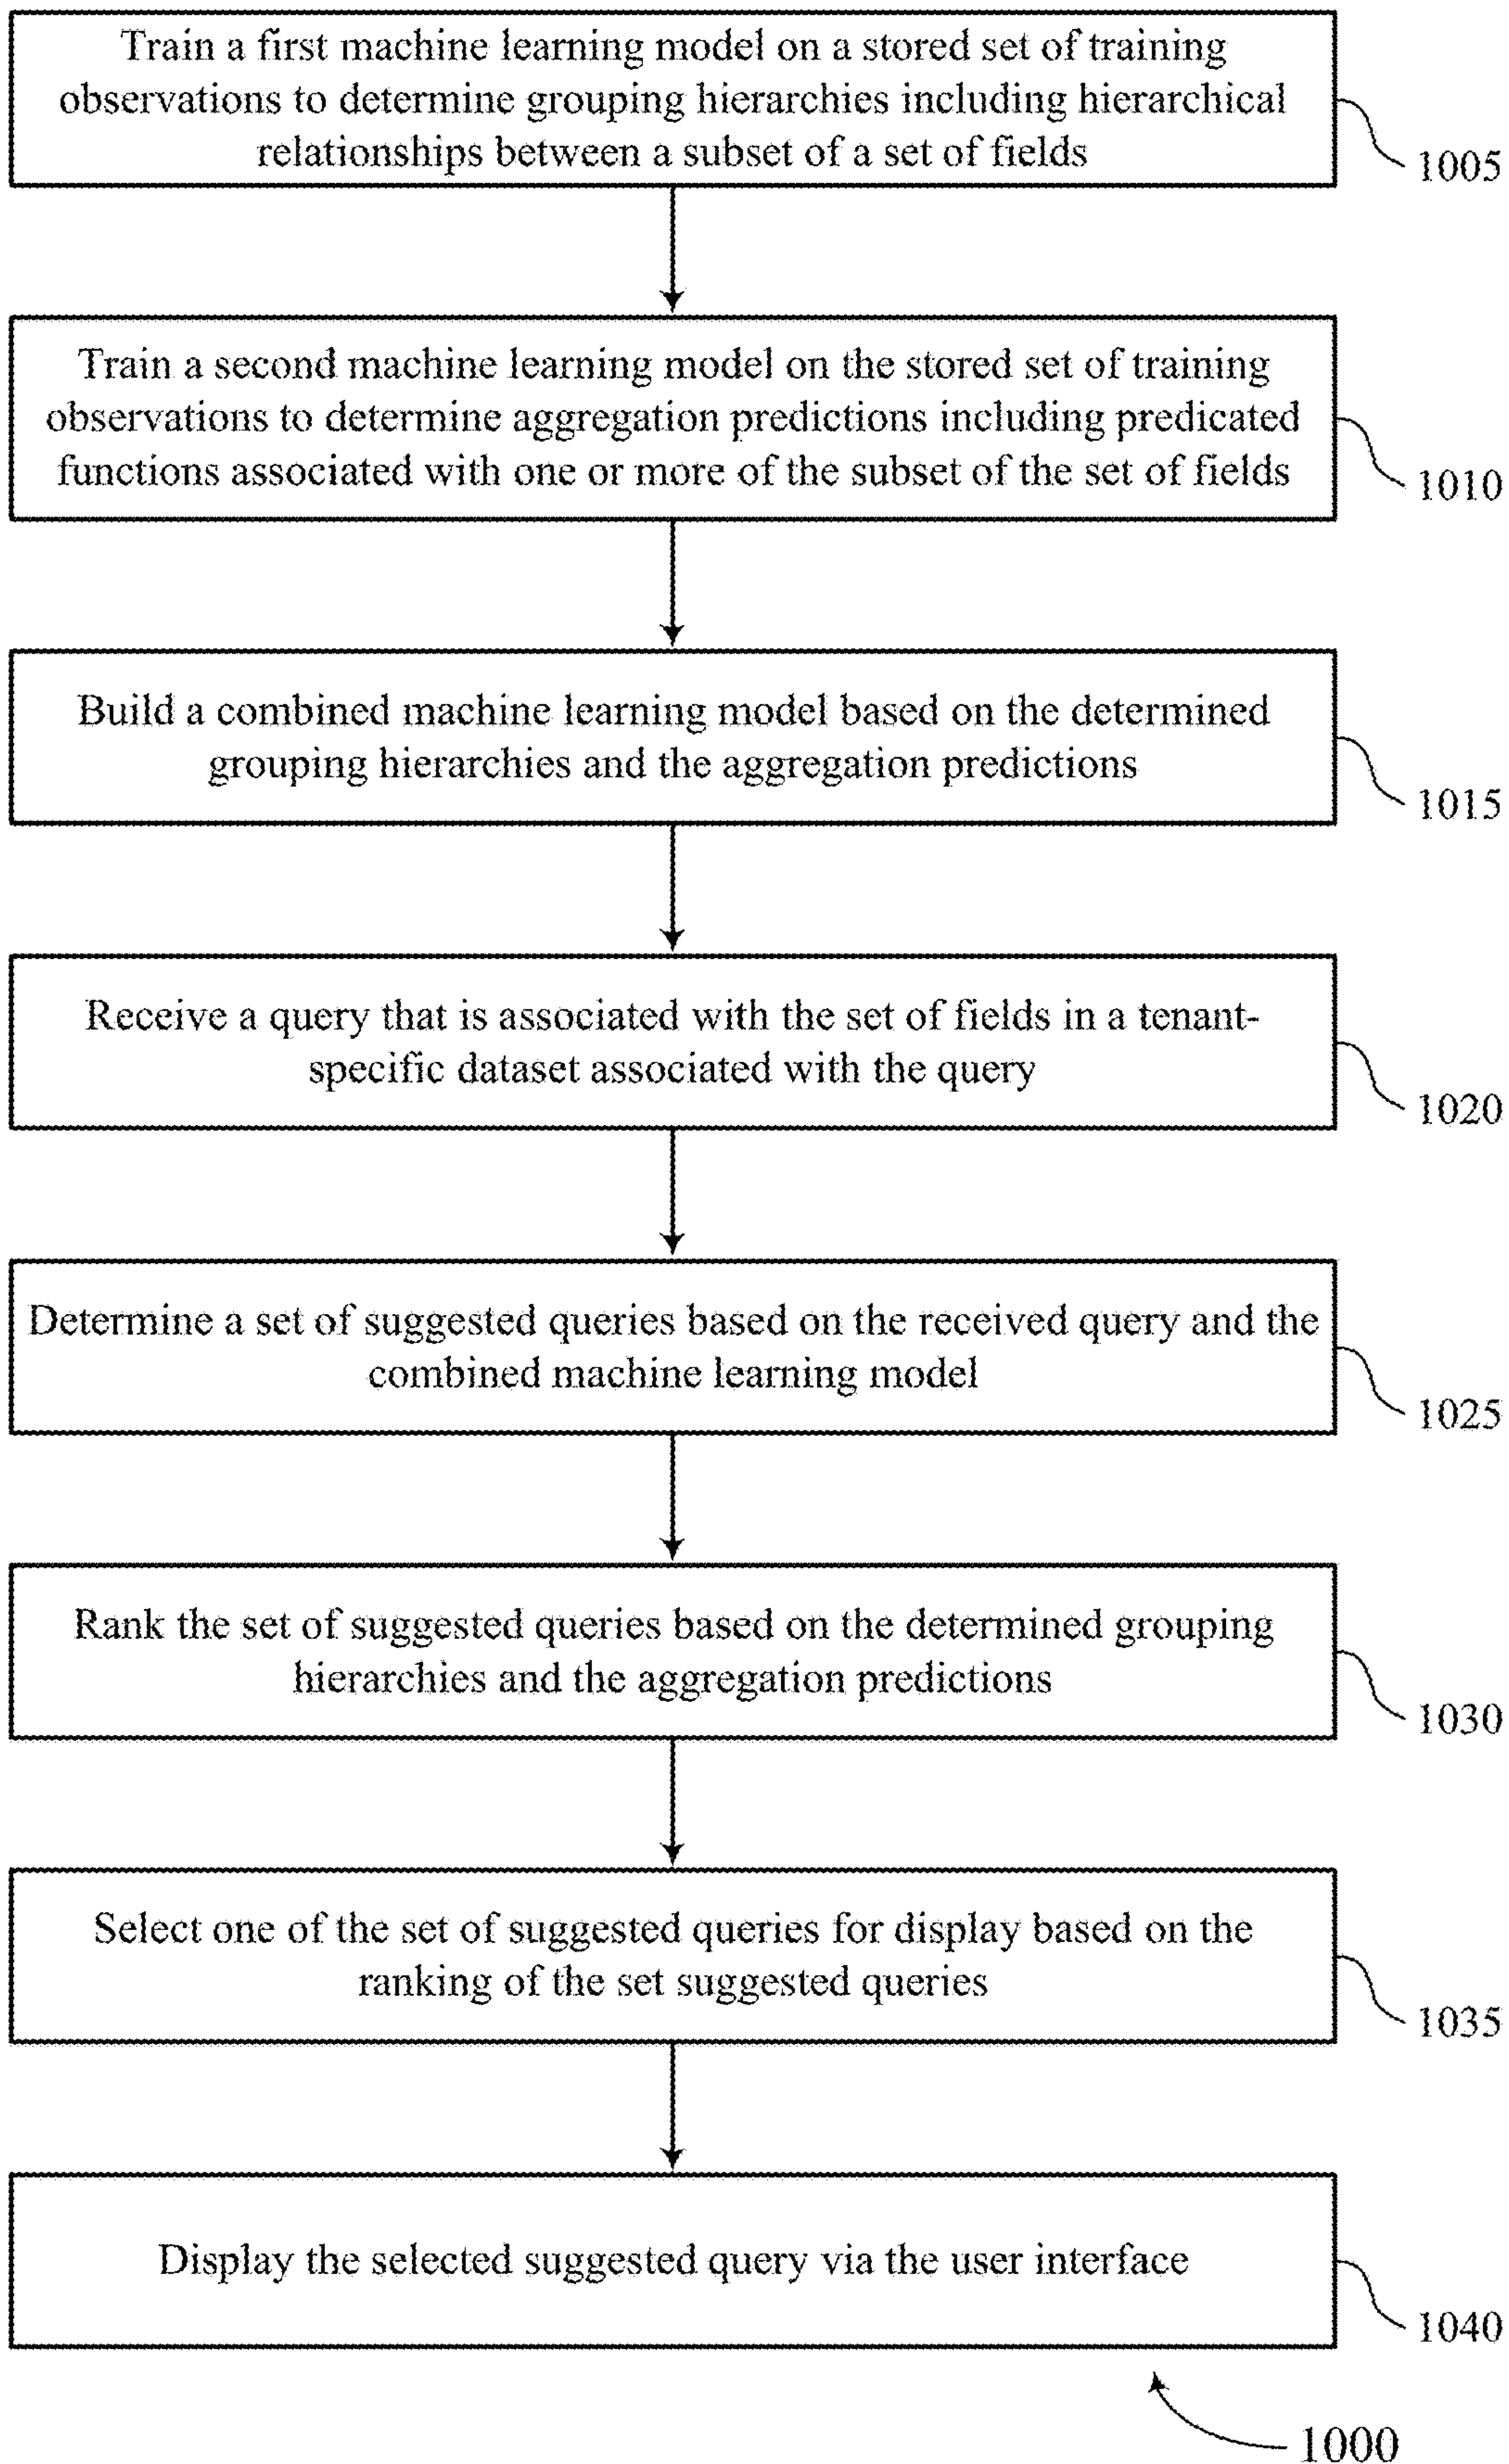 Train a first machine learning model on a stored set of training
observations to determine grouping hierarchies including hierarchical
relationships between a subset of a set of fields
1005
Train a second machine learning model on the stored set of training
observations to determine aggregation predictions including predicated
functions associated with one or more of the subset of the set of fields
1010
Build a combined machine learning model based on the determined
grouping hierarchies and the aggregation predictions
1015
Receive a query that is associated with the set of fields in a tenant-
specific dataset associated with the query
1020
Determine a set of suggested queries based on the received query and the
combined machine learning model
1025
Rank the set of suggested queries based on the determined grouping
hierarchies and the aggregation predictions
1030
Select one of the set of suggested queries for display based on the
ranking of the set suggested queries
1035
Display the selected suggested query via the user interface
1040
1000